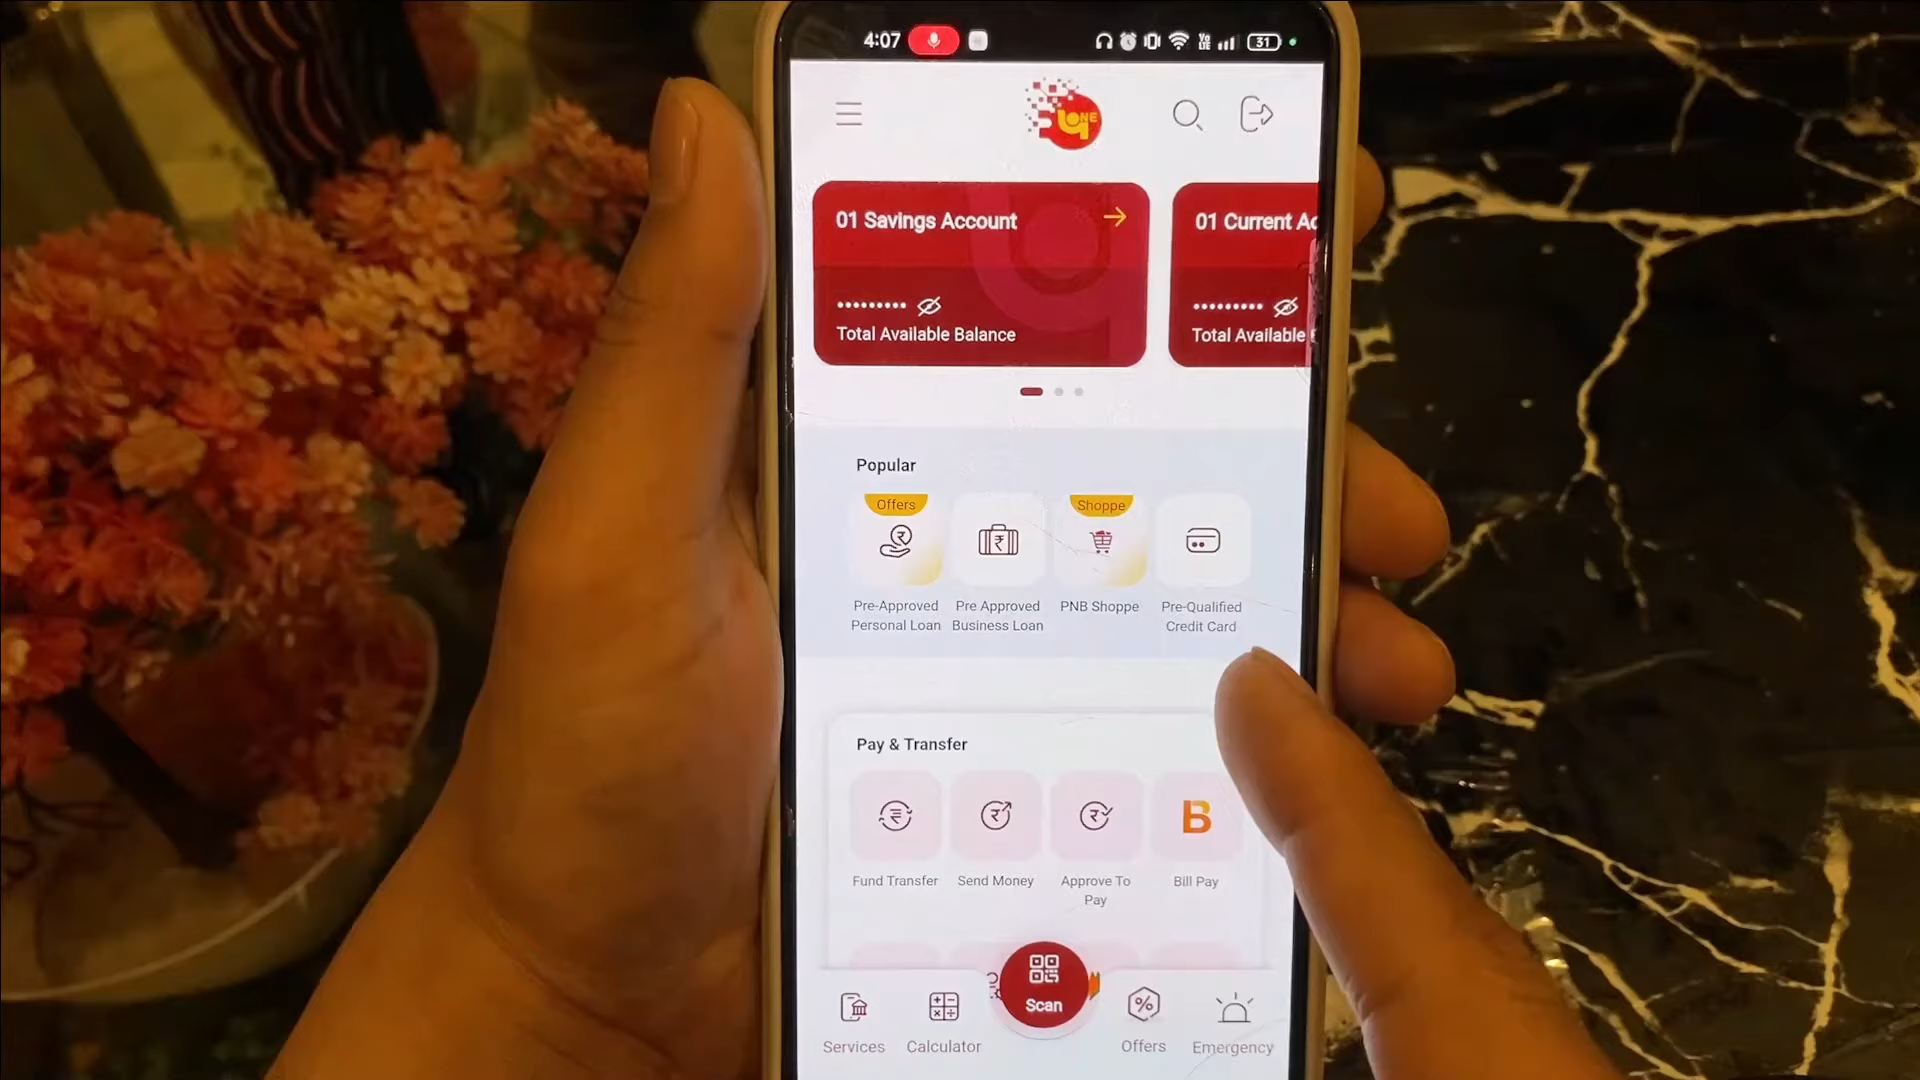 4:07
Vo
LTE
31
ONE
01 Savings Account
01 Current Ac
Total Available Balance
Total Available
Popular
Offers
Shoppe
Pre-Approved
Personal Loan
Pre Approved
Business Loan
PNB Shoppe
Pre-Qualified
Credit Card
Pay & Transfer
Fund Transfer
Send Money
Approve To
Pay
Bill Pay
Scan
Services
Calculator
Offers
Emergency